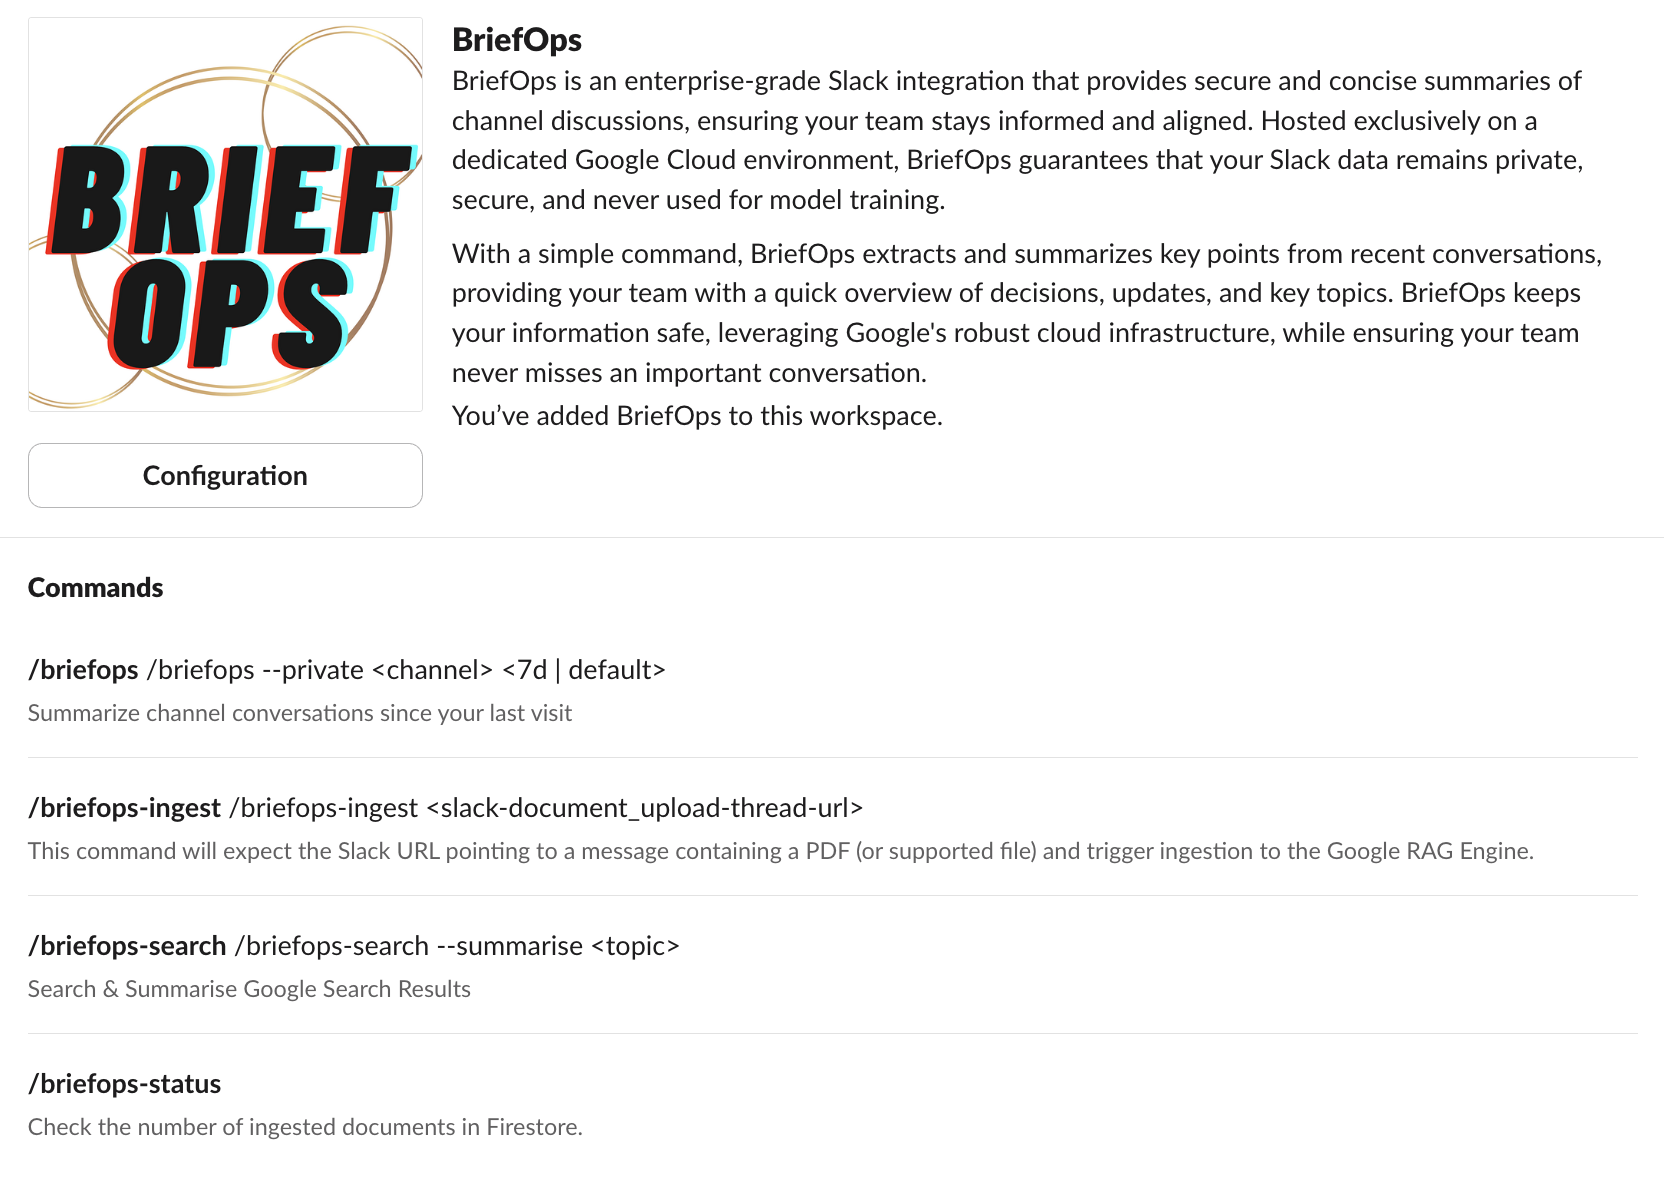 BRIEF
OPS
Configuration
BriefOps
BriefOps is an enterprise-grade Slack integration that provides secure and concise summaries of
channel discussions, ensuring your team stays informed and aligned. Hosted exclusively on a
dedicated Google Cloud environment, BriefOps guarantees that your Slack data remains private,
secure, and never used for model training.
With a simple command, BriefOps extracts and summarizes key points from recent conversations,
providing your team with a quick overview of decisions, updates, and key topics. BriefOps keeps
your information safe, leveraging Google's robust cloud infrastructure, while ensuring your team
never misses an important conversation.
You’ve added BriefOps to this workspace.
Commands
/briefops /briefops --private <channel> <7d | default>
Summarize channel conversations since your last visit
/briefops-ingest /briefops-ingest <slack-document_upload-thread-url>
This command will expect the Slack URL pointing to a message containing a PDF (or supported file) and trigger ingestion to the Google RAG Engine.
/briefops-search /briefops-search --summarise <topic>
Search & Summarise Google Search Results
/briefops-status
Check the number of ingested documents in Firestore.